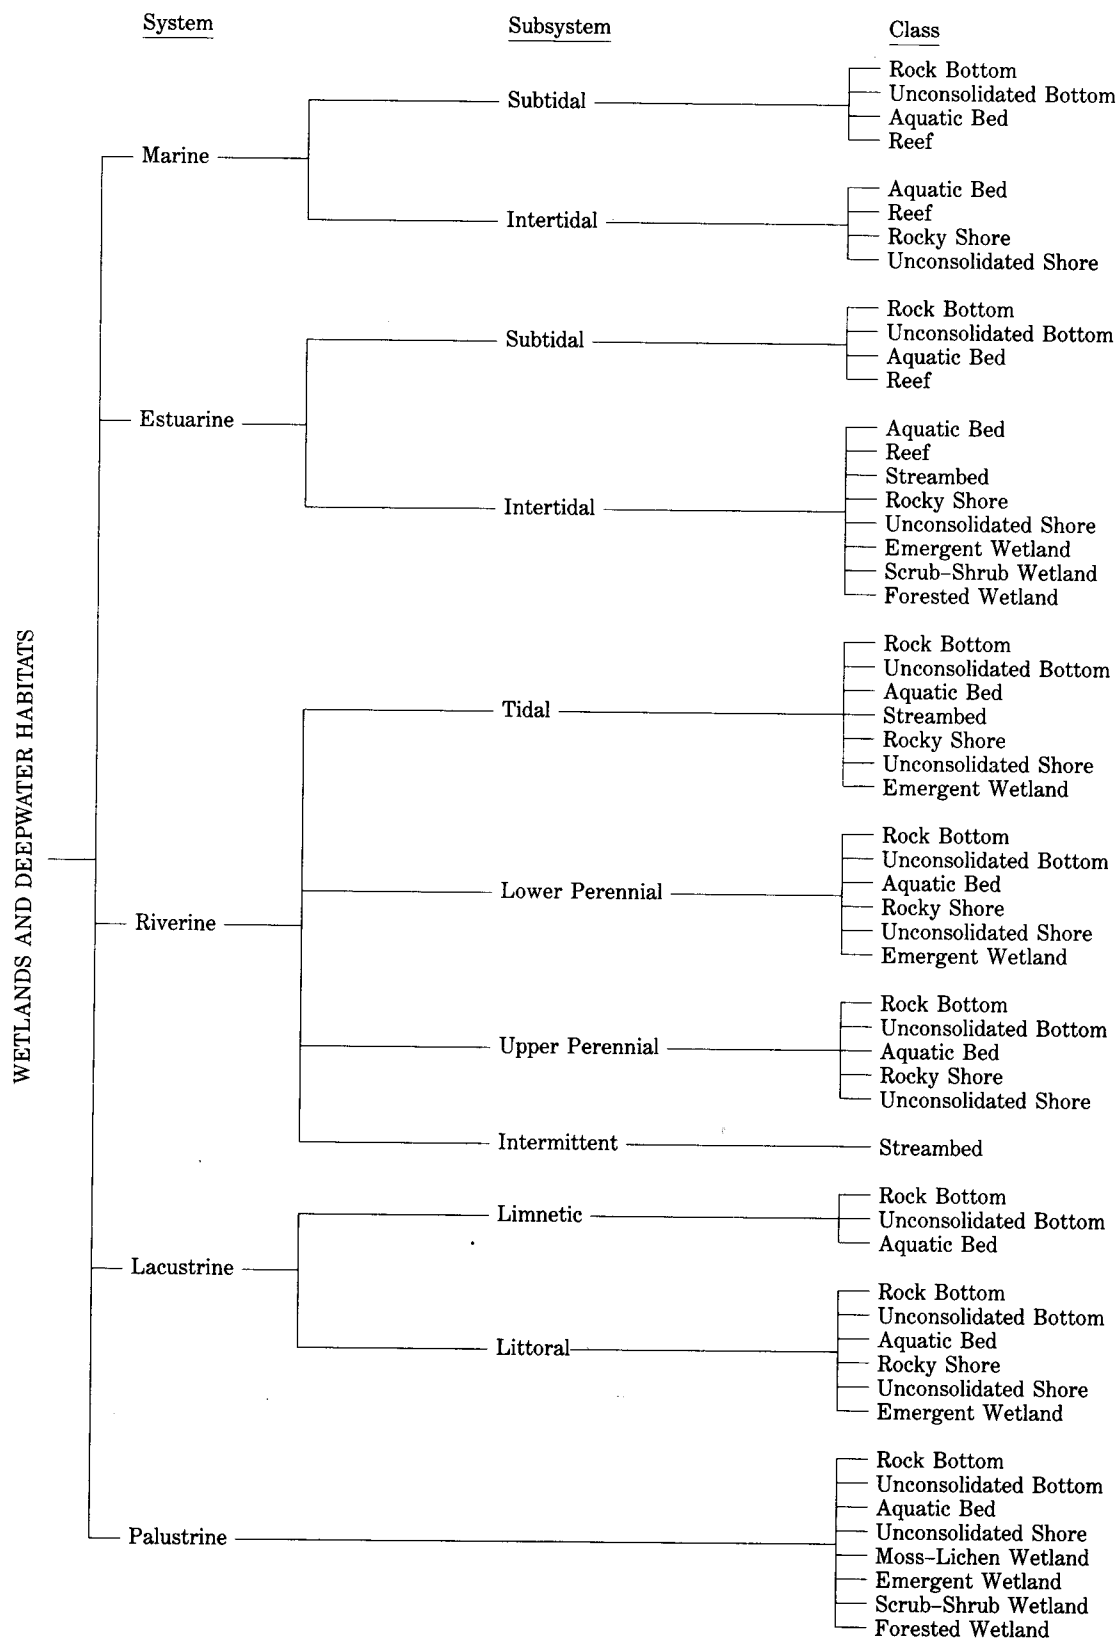 System
Subsystem
Class
WETLANDS AND DEEPWATER HABITATS
Marine
Subtidal
Rock Bottom
Unconsolidated Bottom
Aquatic Bed
Reef
Intertidal
Aquatic Bed
Reef
Rocky Shore
Unconsolidated Shore
Estuarine
Subtidal
Rock Bottom
Unconsolidated Bottom
Aquatic Bed
Reef
Intertidal
Aquatic Bed
Reef
Streambed
Rocky Shore
Unconsolidated Shore
Emergent Wetland
Scrub–Shrub Wetland
Forested Wetland
Riverine
Tidal
Rock Bottom
Unconsolidated Bottom
Aquatic Bed
Streambed
Rocky Shore
Unconsolidated Shore
Emergent Wetland
Lower Perennial
Rock Bottom
Unconsolidated Bottom
Aquatic Bed
Rocky Shore
Unconsolidated Shore
Emergent Wetland
Upper Perennial
Rock Bottom
Unconsolidated Bottom
Aquatic Bed
Rocky Shore
Unconsolidated Shore
Intermittent
Streambed
Lacustrine
Limnetic
Rock Bottom
Unconsolidated Bottom
Aquatic Bed
Littoral
Rock Bottom
Unconsolidated Bottom
Aquatic Bed
Rocky Shore
Unconsolidated Shore
Emergent Wetland
Palustrine
Rock Bottom
Unconsolidated Bottom
Aquatic Bed
Unconsolidated Shore
Moss–Lichen Wetland
Emergent Wetland
Scrub–Shrub Wetland
Forested Wetland